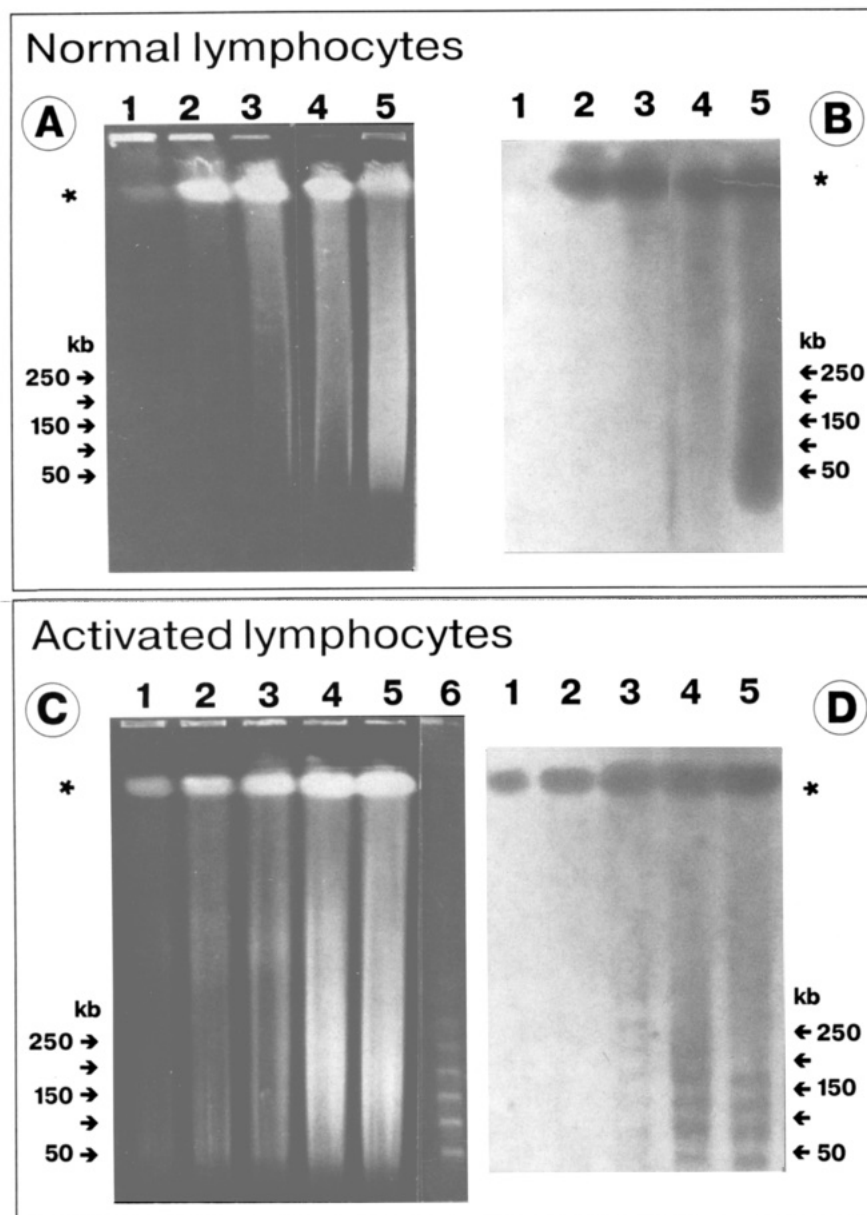 Normal lymphocytes
A 1 2 3 4 5
1 2 3 4 5 B
*
*
kb
250 →
→
150 →
→
50 →
kb
← 250
←
← 150
←
← 50
Activated lymphocytes
C 1 2 3 4 5 6
1 2 3 4 5 D
*
*
kb
250 →
→
150 →
→
50 →
kb
← 250
←
← 150
←
← 50